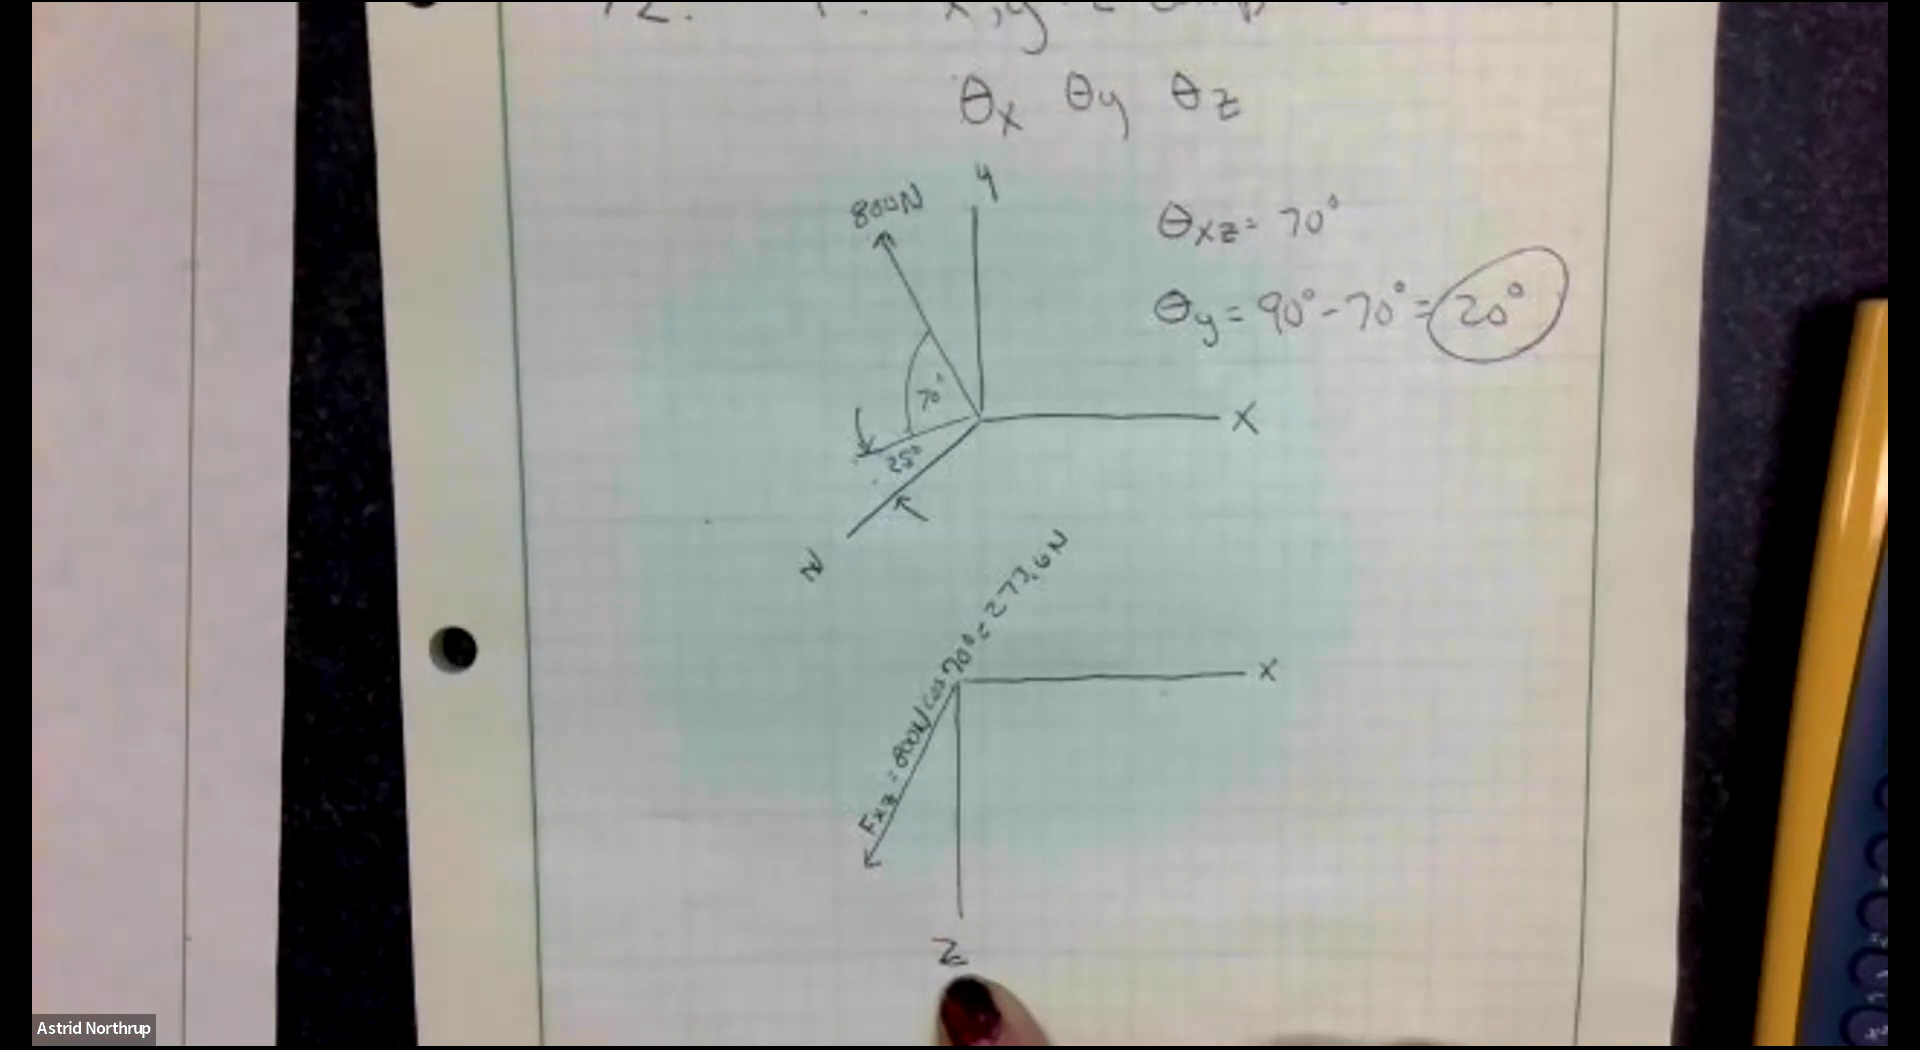 θx θy θz
y
800N
θxz = 70°
θy = 90° - 70° = 20°
70°
x
25°
z
Fxz = 800N cos 70° = 273.6N
x
z
Astrid Northrup